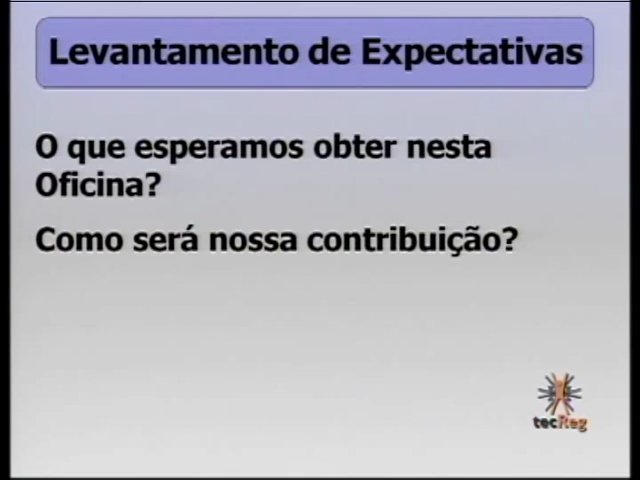 Levantamento de Expectativas
O que esperamos obter nesta
Oficina?
Como será nossa contribuição?
tecReg